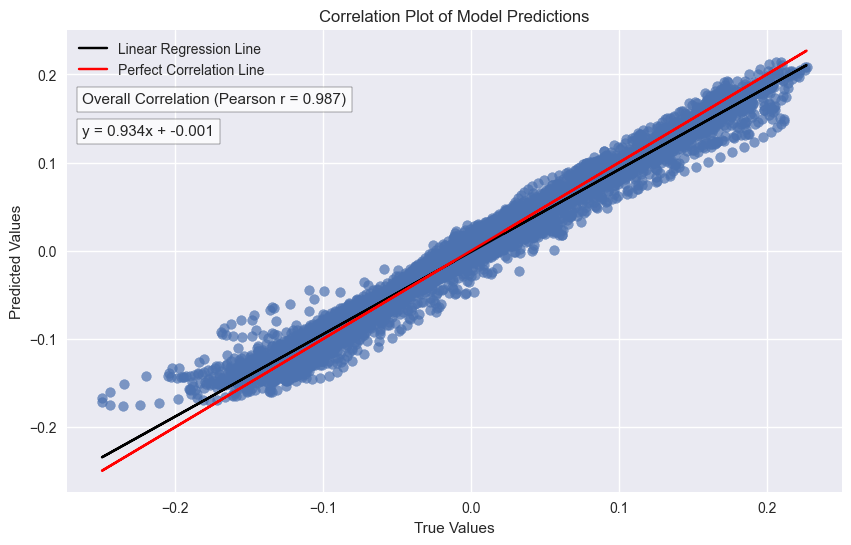 Correlation Plot of Model Predictions
Linear Regression Line
Perfect Correlation Line
Overall Correlation (Pearson r = 0.987)
y = 0.934x + -0.001
Predicted Values
0.2
0.1
0.0
−0.1
−0.2
−0.2
−0.1
0.0
0.1
0.2
True Values